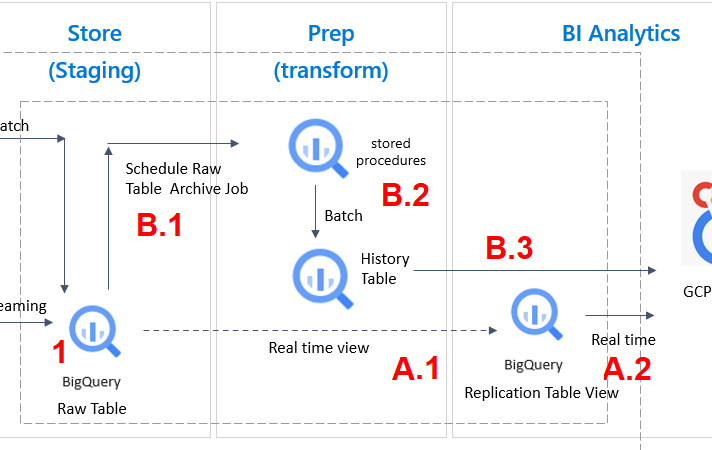 Store
(Staging)
Prep
(transform)
BI Analytics
atch
Schedule Raw
Table Archive Job
B.1
stored
procedures
B.2
Batch
History
Table
B.3
eaming
1
BigQuery
Raw Table
Real time view
A.1
BigQuery
Replication Table View
Real time
A.2
GCP